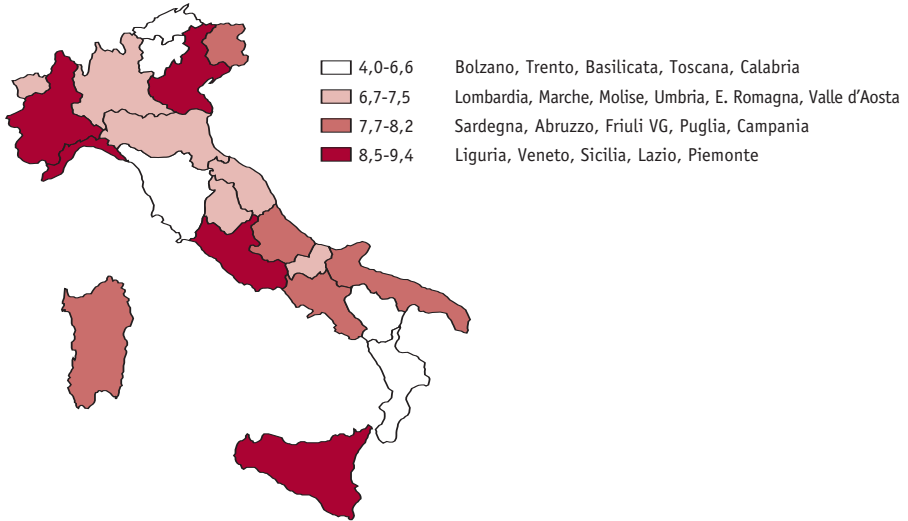 4,0-6,6 Bolzano, Trento, Basilicata, Toscana, Calabria
6,7-7,5 Lombardia, Marche, Molise, Umbria, E. Romagna, Valle d'Aosta
7,7-8,2 Sardegna, Abruzzo, Friuli VG, Puglia, Campania
8,5-9,4 Liguria, Veneto, Sicilia, Lazio, Piemonte